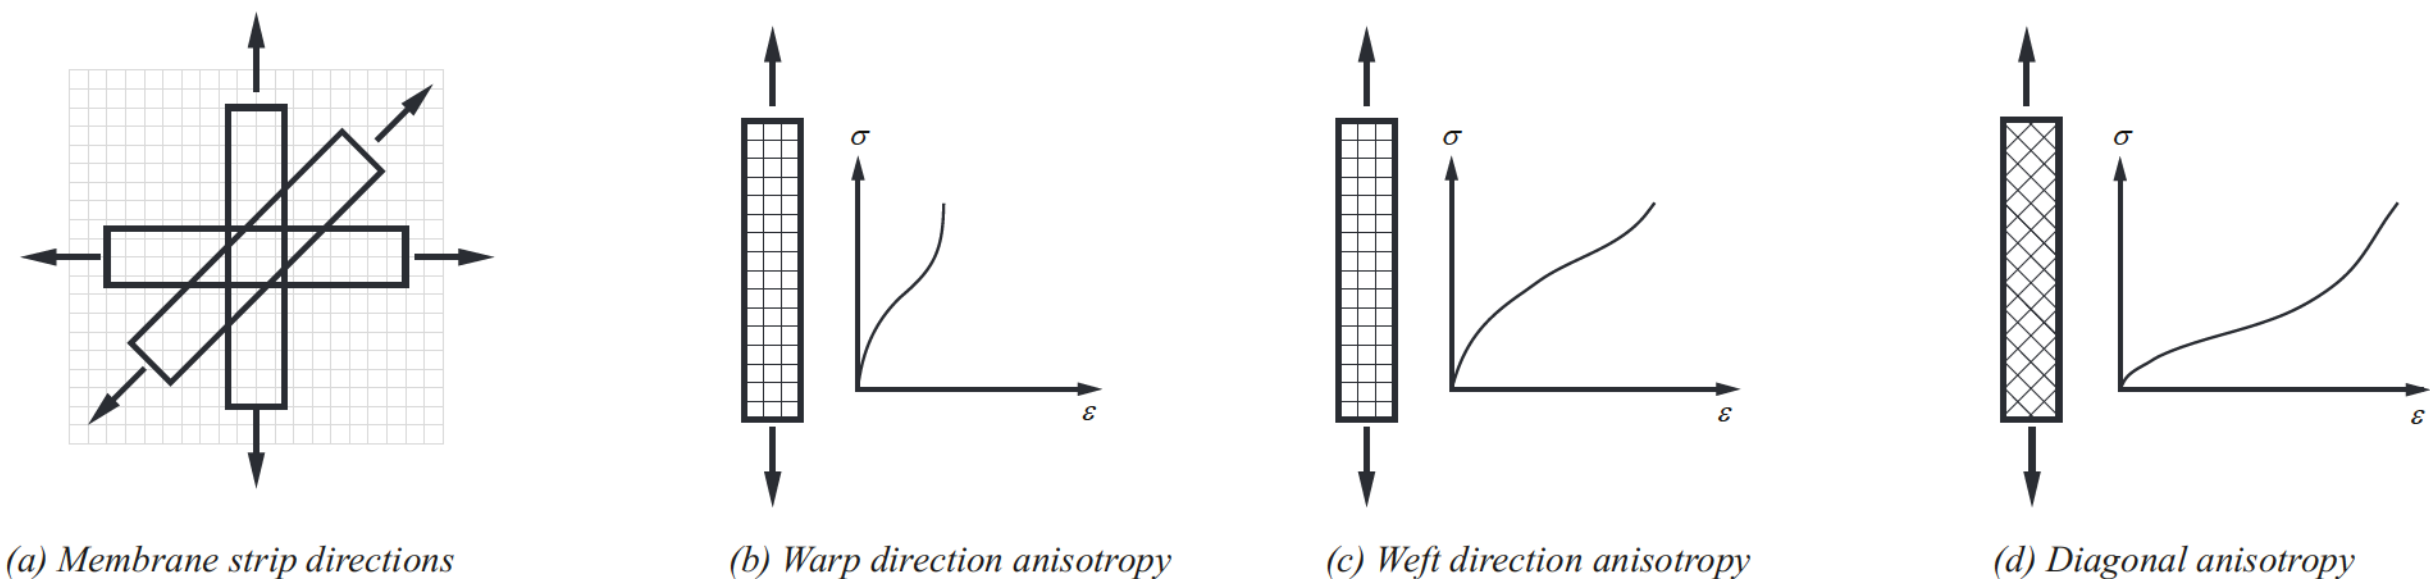 σ
ε
σ
ε
σ
ε
(a) Membrane strip directions
(b) Warp direction anisotropy
(c) Weft direction anisotropy
(d) Diagonal anisotropy